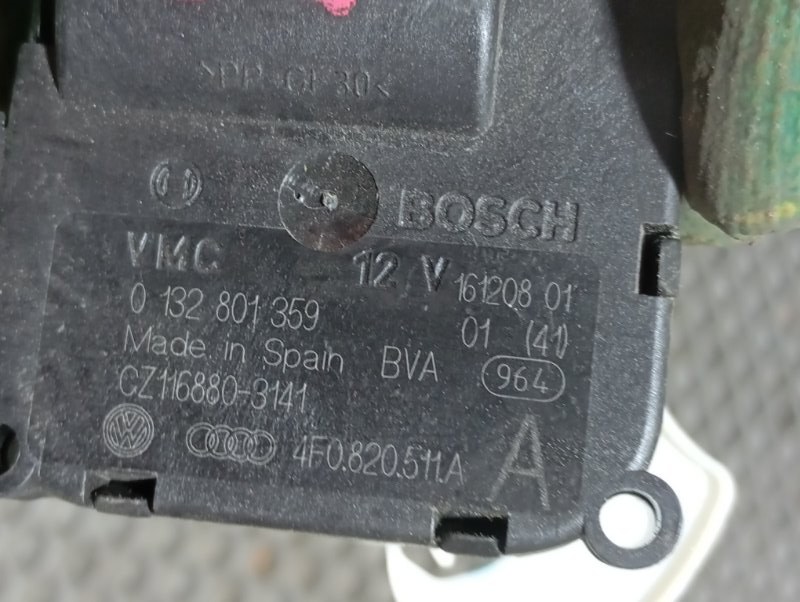 >PP GF30<
BOSCH
VMC 12 V 161208 01
0 132 801 359 01 (41)
Made in Spain BVA 964
CZ116880-3141
4F0.820.511.A A